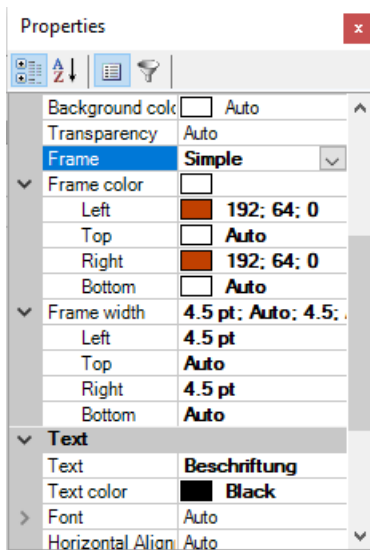 Properties
x
A
Z
Background colo Auto
Transparency Auto
Frame Simple
Frame color
Left 192; 64; 0
Top Auto
Right 192; 64; 0
Bottom Auto
Frame width 4.5 pt; Auto; 4.5;
Left 4.5 pt
Top Auto
Right 4.5 pt
Bottom Auto
Text
Text Beschriftung
Text color Black
Font Auto
Horizontal Align Auto